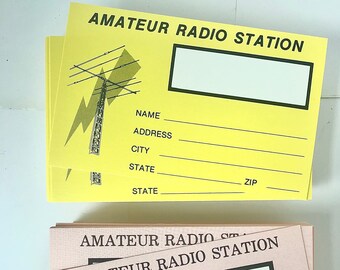 AMATEUR RADIO STATION
NAME
ADDRESS
CITY
STATE ZIP
STATE
AMATEUR RADIO STATION
AMATEUR RADIO STATION